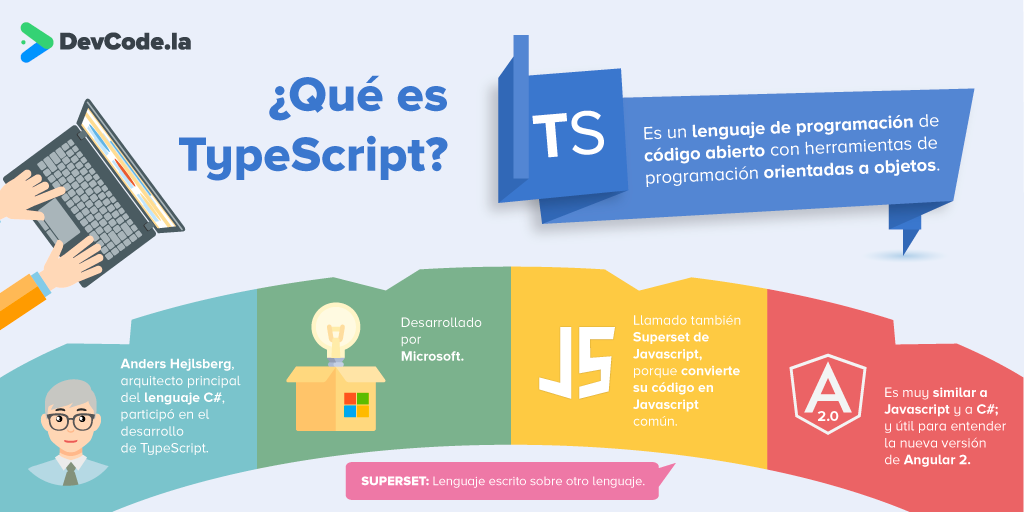 DevCode.la
¿Qué es
TypeScript?
TS
Es un lenguaje de programación de
código abierto con herramientas de
programación orientadas a objetos.
Anders Hejlsberg,
arquitecto principal
del lenguaje C#,
participó en el
desarrollo
de TypeScript.
Desarrollado
por
Microsoft.
JS
Llamado también
Superset de
Javascript,
porque convierte
su código en
Javascript
común.
A
2.0
Es muy similar a
Javascript y a C#;
y útil para entender
la nueva versión
de Angular 2.
SUPERSET: Lenguaje escrito sobre otro lenguaje.